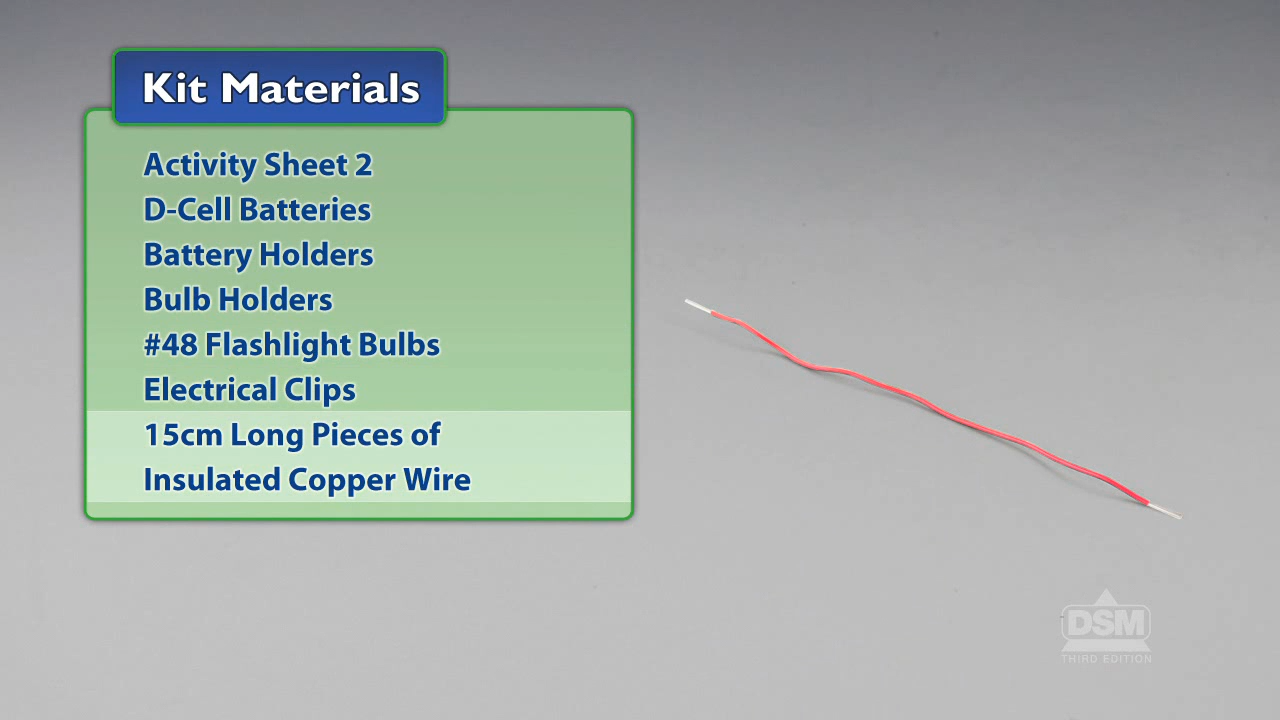 Kit Materials
Activity Sheet 2
D-Cell Batteries
Battery Holders
Bulb Holders
#48 Flashlight Bulbs
Electrical Clips
15cm Long Pieces of
Insulated Copper Wire
DSM
THIRD EDITION